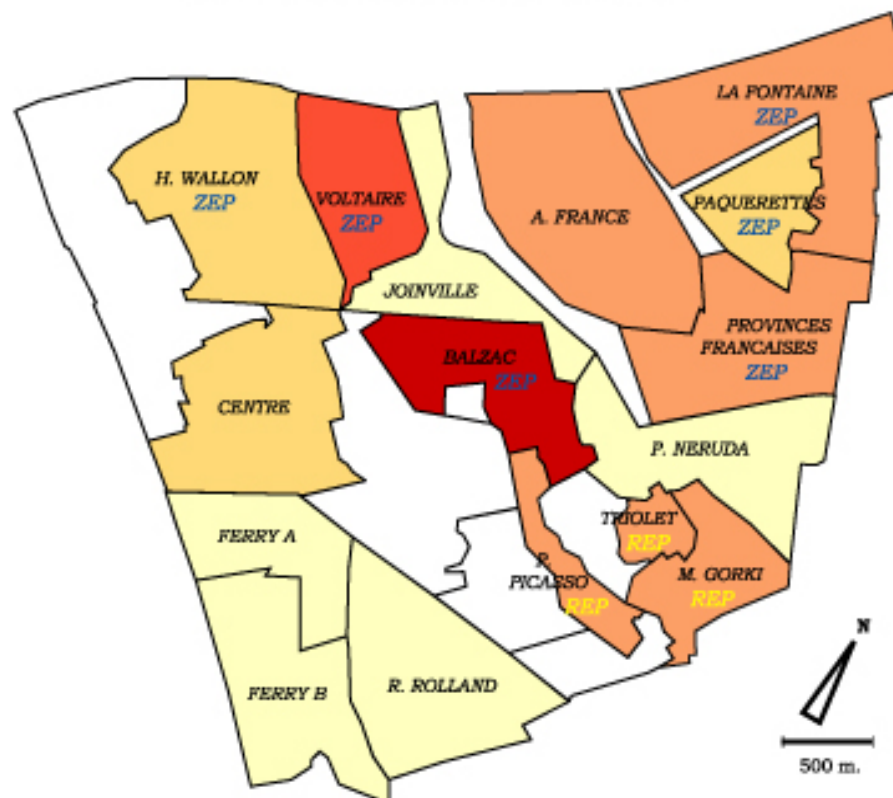 LA FONTAINE
ZEP
H. WALLON
ZEP
VOLTAIRE
ZEP
A. FRANCE
PAQUERETTES
ZEP
JOINVILLE
PROVINCES
FRANCAISES
ZEP
BALZAC
ZEP
CENTRE
P. NERUDA
FERRY A
TRIOLET
REP
P.
PICASSO
REP
M. GORKI
REP
FERRY B
R. ROLLAND
N
500 m.